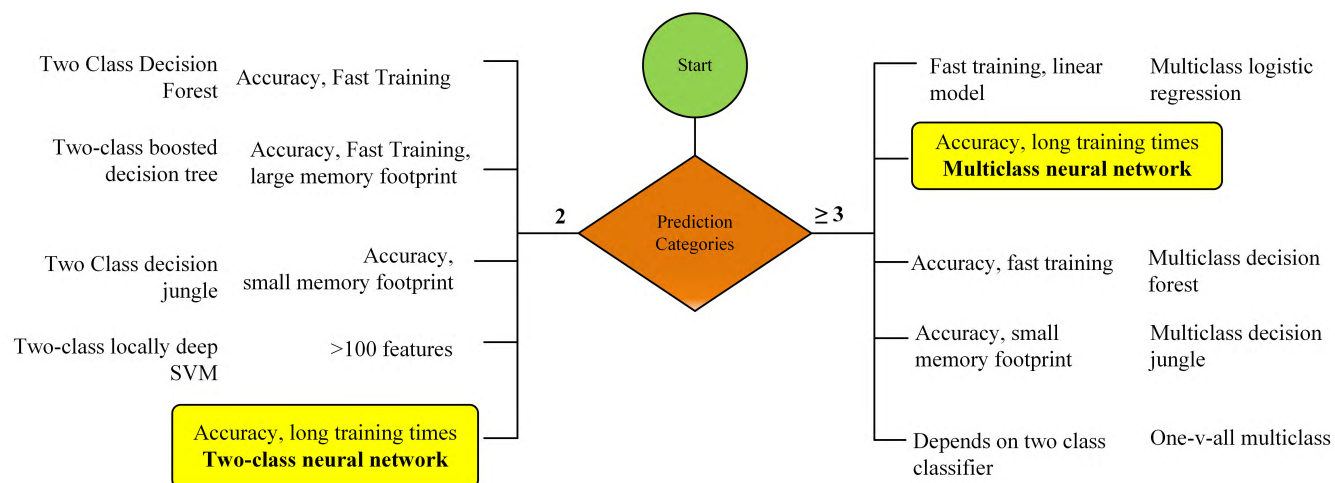 Start
Prediction
Categories
2
≥ 3
Two Class Decision
Forest
Accuracy, Fast Training
Two-class boosted
decision tree
Accuracy, Fast Training,
large memory footprint
Two Class decision
jungle
Accuracy,
small memory footprint
Two-class locally deep
SVM
>100 features
Accuracy, long training times
Two-class neural network
Fast training, linear
model
Multiclass logistic
regression
Accuracy, long training times
Multiclass neural network
Accuracy, fast training
Multiclass decision
forest
Accuracy, small
memory footprint
Multiclass decision
jungle
Depends on two class
classifier
One-v-all multiclass